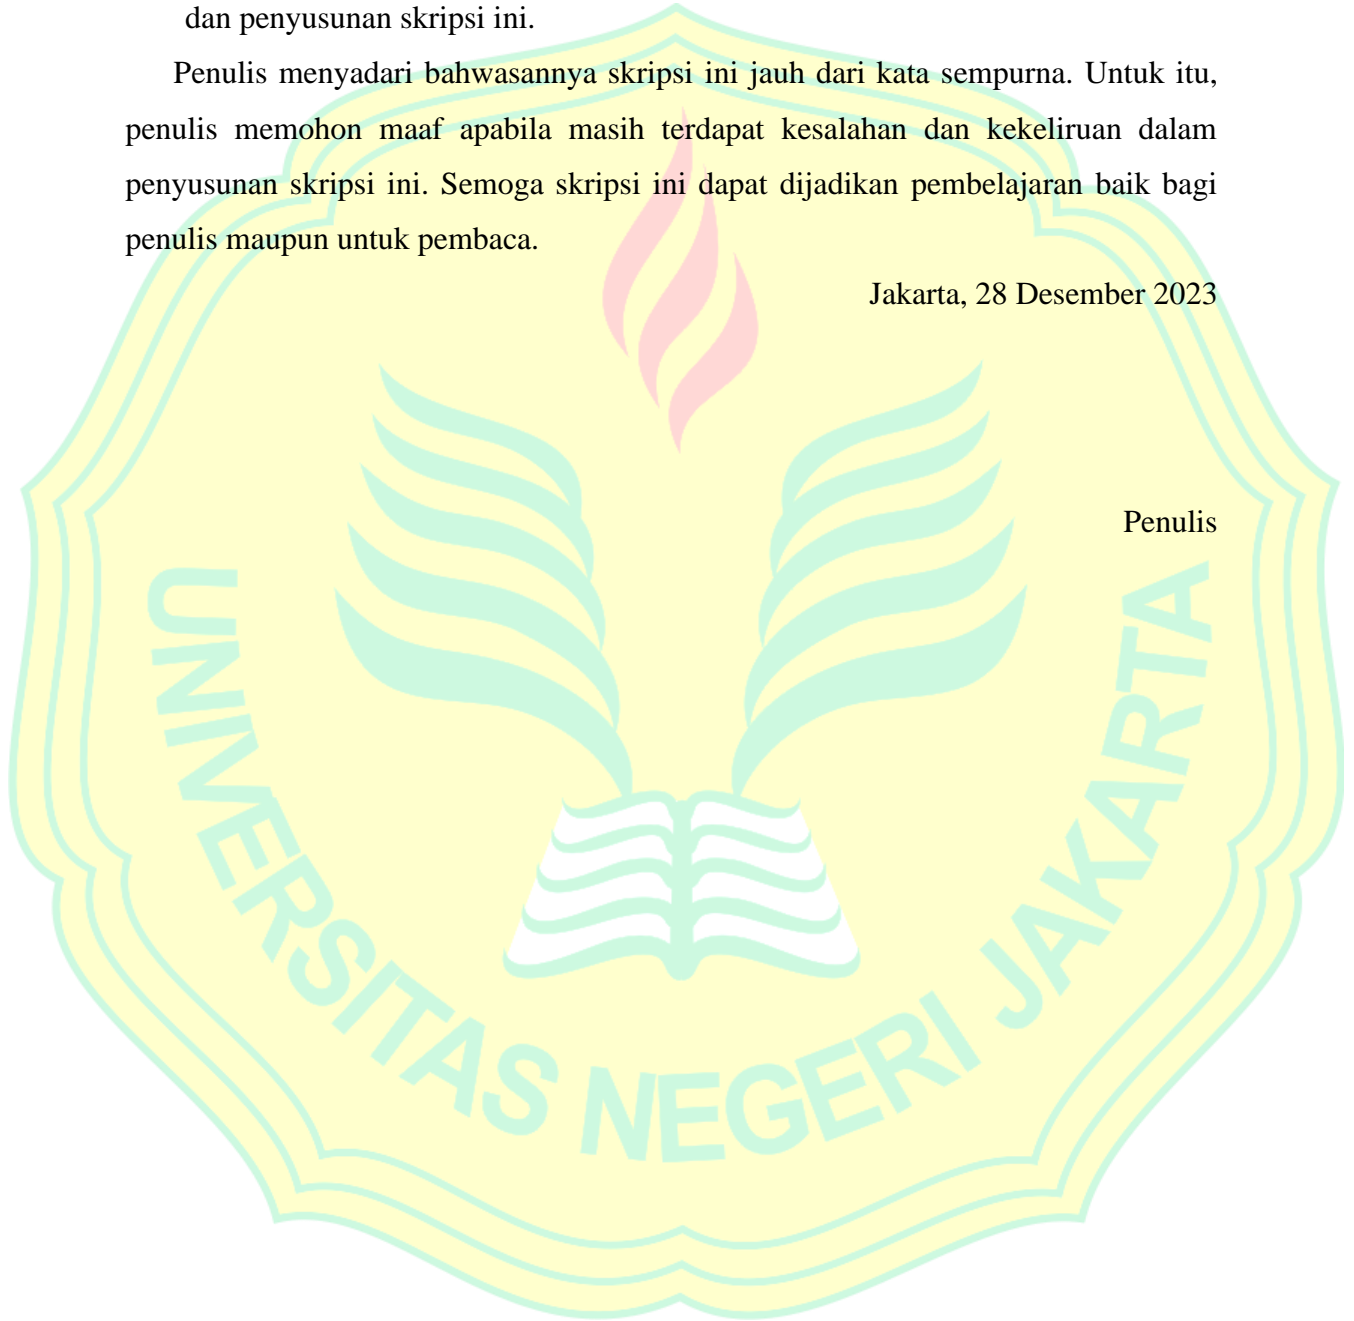 dan penyusunan skripsi ini.
Penulis menyadari bahwasannya skripsi ini jauh dari kata sempurna. Untuk itu,
penulis memohon maaf apabila masih terdapat kesalahan dan kekeliruan dalam
penyusunan skripsi ini. Semoga skripsi ini dapat dijadikan pembelajaran baik bagi
penulis maupun untuk pembaca.
Jakarta, 28 Desember 2023
Penulis
UNIVERSITAS NEGERI JAKARTA